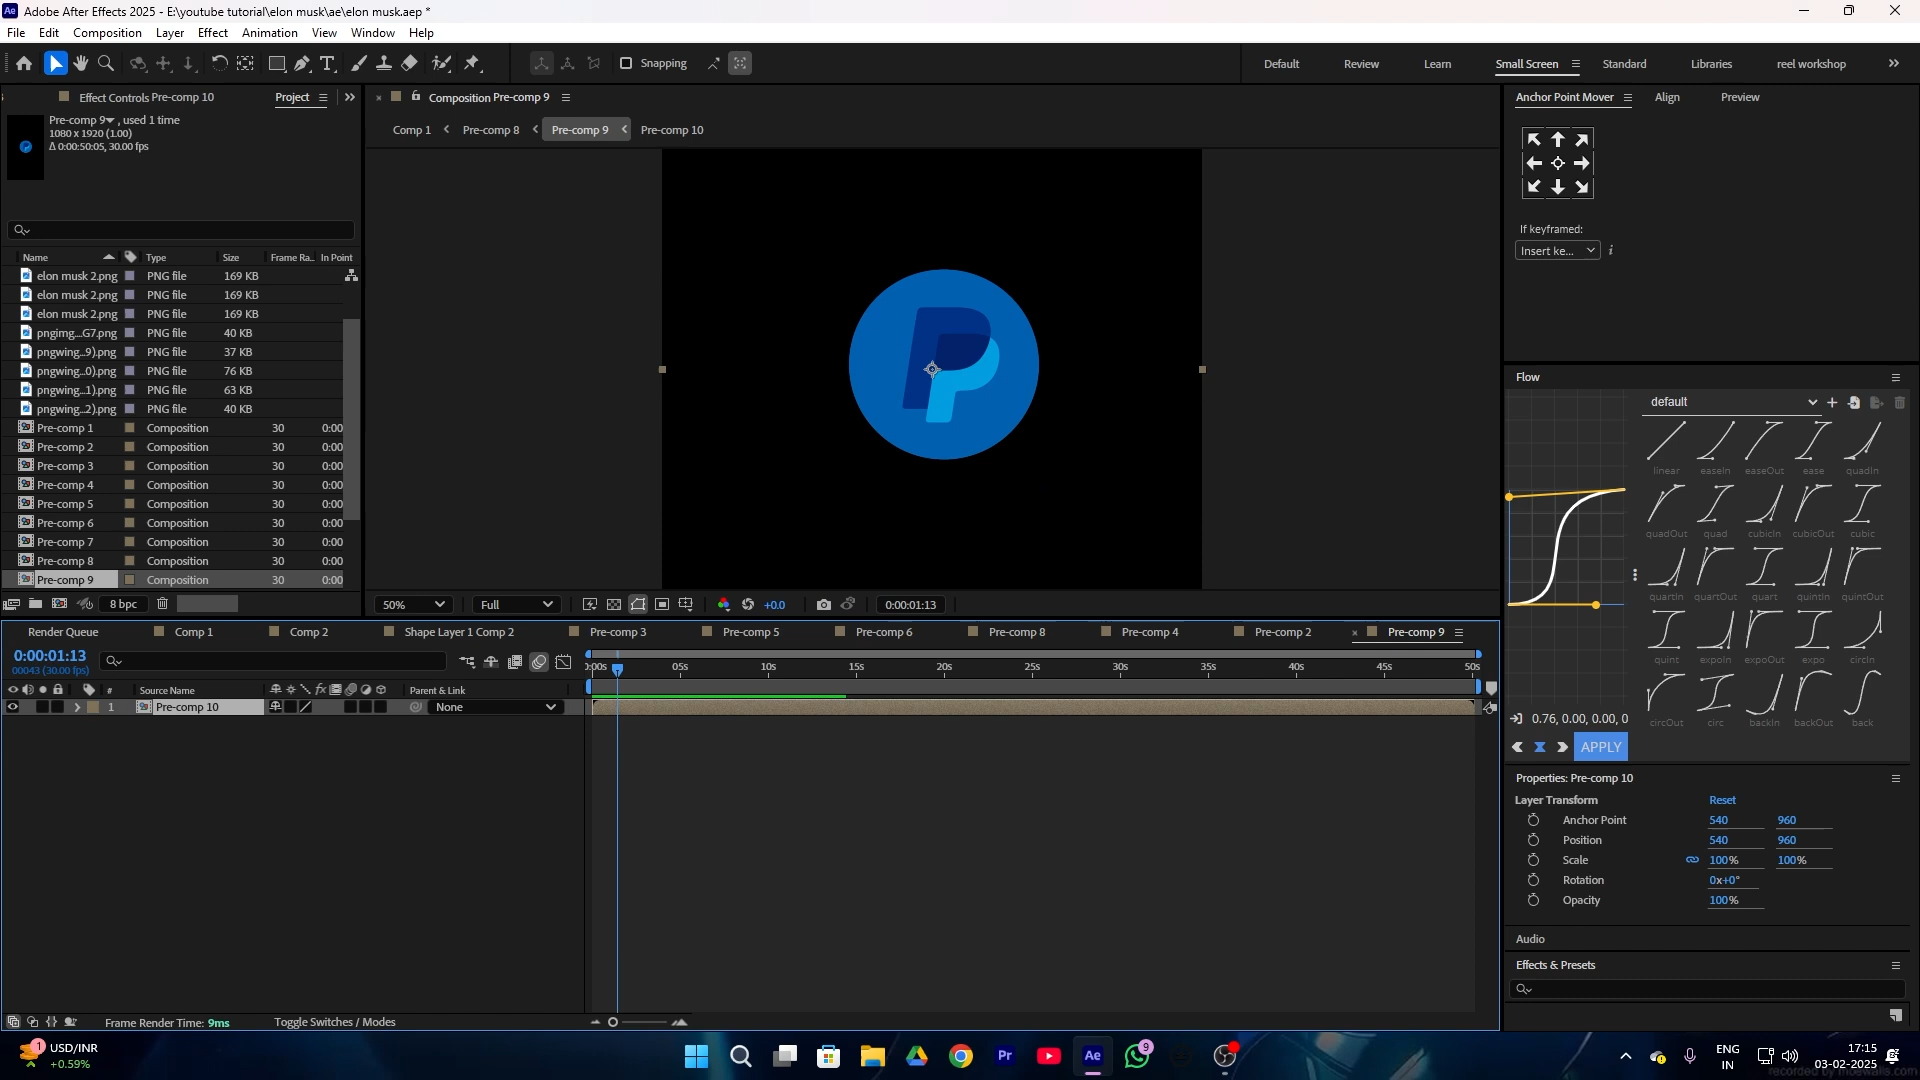 Adobe After Effects 2025 - E:\youtube tutorial\elon musk\ae\elon musk.aep *
File Edit Composition Layer Effect Animation View Window Help
Snapping
Default Review Learn Small Screen Standard Libraries reel workshop
Effect Controls Pre-comp 10 Project
Composition Pre-comp 9
Anchor Point Mover Align Preview
Pre-comp 9 , used 1 time
1080 x 1920 (1.00)
Δ 0:00:50:05, 30.00 fps
Comp 1 Pre-comp 8 Pre-comp 9 Pre-comp 10
If keyframed:
Insert ke...
Name Type Size Frame Ra... In Point
elon musk 2.png PNG file 169 KB
elon musk 2.png PNG file 169 KB
elon musk 2.png PNG file 169 KB
pngimg...G7.png PNG file 40 KB
pngwing...9).png PNG file 37 KB
pngwing...0).png PNG file 76 KB
pngwing...1).png PNG file 63 KB
pngwing...2).png PNG file 40 KB
Pre-comp 1 Composition 30 0:00
Pre-comp 2 Composition 30 0:00
Pre-comp 3 Composition 30 0:00
Pre-comp 4 Composition 30 0:00
Pre-comp 5 Composition 30 0:00
Pre-comp 6 Composition 30 0:00
Pre-comp 7 Composition 30 0:00
Pre-comp 8 Composition 30 0:00
Pre-comp 9 Composition 30 0:00
8 bpc
50% Full +0.0 0:00:01:13
Flow
default
linear easeIn easeOut ease quadIn
quadOut quad cubicIn cubicOut cubic
quartIn quartOut quart quintIn quintOut
quint expoIn expoOut expo circIn
circOut circ backIn backOut back
0.76, 0.00, 0.00, 0
APPLY
Properties: Pre-comp 10
Layer Transform Reset
Anchor Point 540 960
Position 540 960
Scale 100% 100%
Rotation 0x+0°
Opacity 100%
Audio
Effects & Presets
Render Queue Comp 1 Comp 2 Shape Layer 1 Comp 2 Pre-comp 3 Pre-comp 5 Pre-comp 6 Pre-comp 8 Pre-comp 4 Pre-comp 2 Pre-comp 9
0:00:01:13
00043 (30.00 fps)
0:00s 05s 10s 15s 20s 25s 30s 35s 40s 45s 50s
# Source Name fx Parent & Link
1 Pre-comp 10 None
Frame Render Time: 9ms Toggle Switches / Modes
1 USD/INR
+0.59%
Pr Ae 9
ENG
IN
17:15
03-02-2025
recorded by moewalls.com